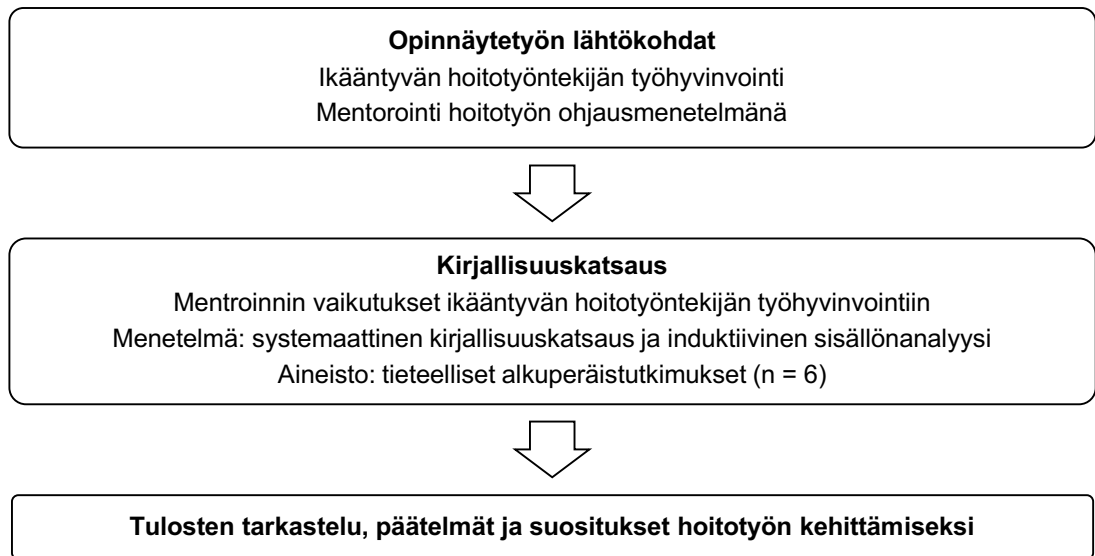 Opinnäytetyön lähtökohdat
Ikääntyvän hoitotyöntekijän työhyvinvointi
Mentorointi hoitotyön ohjausmenetelmänä
Kirjallisuuskatsaus
Mentroinnin vaikutukset ikääntyvän hoitotyöntekijän työhyvinvointiin
Menetelmä: systemaattinen kirjallisuuskatsaus ja induktiivinen sisällönanalyysi
Aineisto: tieteelliset alkuperäistutkimukset (n = 6)
Tulosten tarkastelu, päätelmät ja suositukset hoitotyön kehittämiseksi